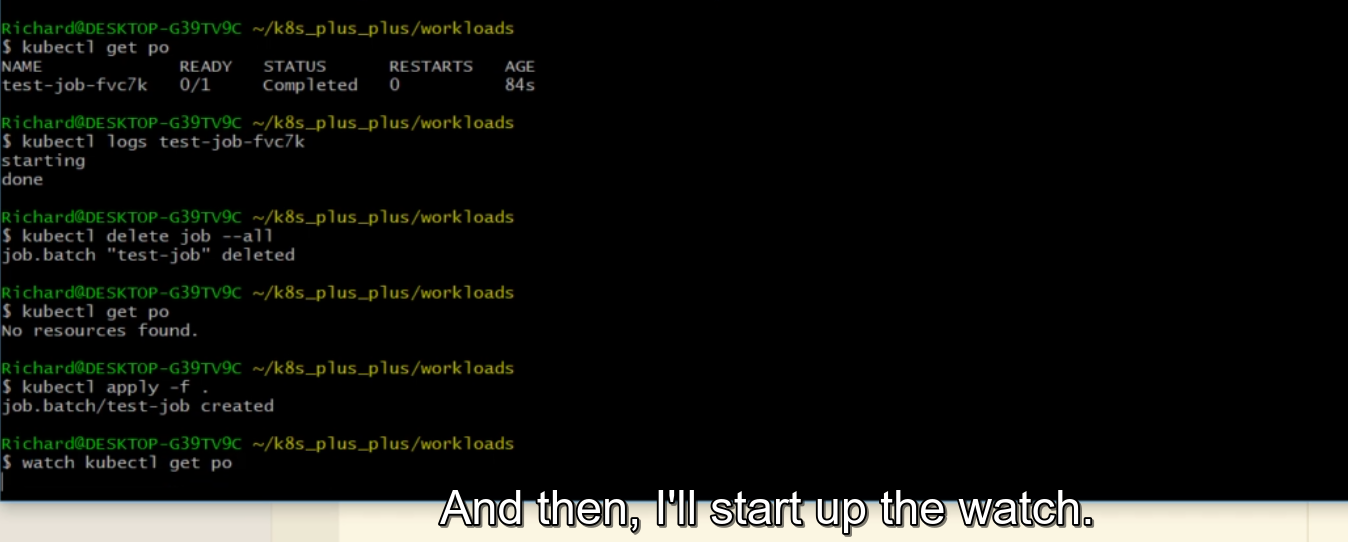 Richard@DESKTOP-G39TV9C ~/k8s_plus_plus/workloads
$ kubectl get po
NAME READY STATUS RESTARTS AGE
test-job-fvc7k 0/1 Completed 0 84s
Richard@DESKTOP-G39TV9C ~/k8s_plus_plus/workloads
$ kubectl logs test-job-fvc7k
starting
done
Richard@DESKTOP-G39TV9C ~/k8s_plus_plus/workloads
$ kubectl delete job --all
job.batch "test-job" deleted
Richard@DESKTOP-G39TV9C ~/k8s_plus_plus/workloads
$ kubectl get po
No resources found.
Richard@DESKTOP-G39TV9C ~/k8s_plus_plus/workloads
$ kubectl apply -f .
job.batch/test-job created
Richard@DESKTOP-G39TV9C ~/k8s_plus_plus/workloads
$ watch kubectl get po
And then, I'll start up the watch.